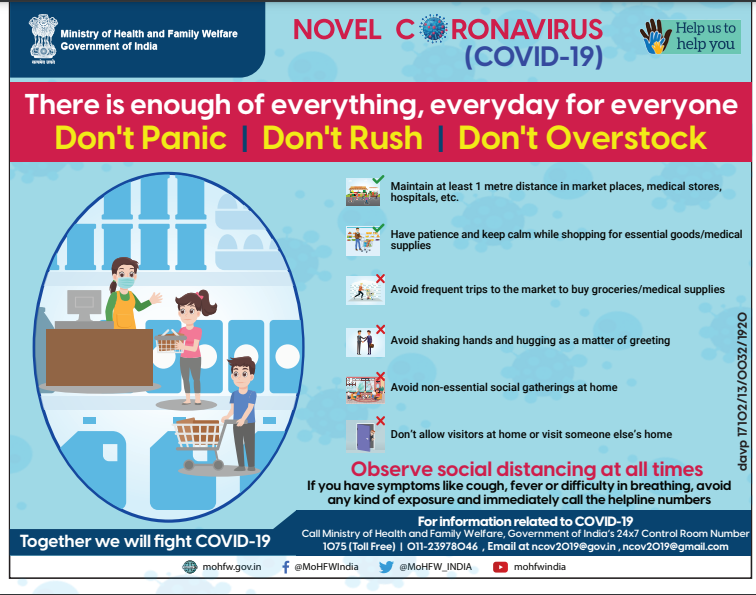 Ministry of Health and Family Welfare
Government of India
सत्यमेव जयते
NOVEL CORONAVIRUS
(COVID-19)
Help us to
help you
There is enough of everything, everyday for everyone
Don't Panic | Don't Rush | Don't Overstock
Maintain at least 1 metre distance in market places, medical stores,
hospitals, etc.
Have patience and keep calm while shopping for essential goods/medical
supplies
Avoid frequent trips to the market to buy groceries/medical supplies
Avoid shaking hands and hugging as a matter of greeting
Avoid non-essential social gatherings at home
Don't allow visitors at home or visit someone else's home
davp 17102/13/0032/1920
Observe social distancing at all times
If you have symptoms like cough, fever or difficulty in breathing, avoid
any kind of exposure and immediately call the helpline numbers
Together we will fight COVID-19
For information related to COVID-19
Call Ministry of Health and Family Welfare, Government of India's 24x7 Control Room Number
1075 (Toll Free) | 011-23978046 , Email at ncov2019@gov.in , ncov2019@gmail.com
mohfw.gov.in @MoHFWIndia @MoHFW_INDIA mohfwindia